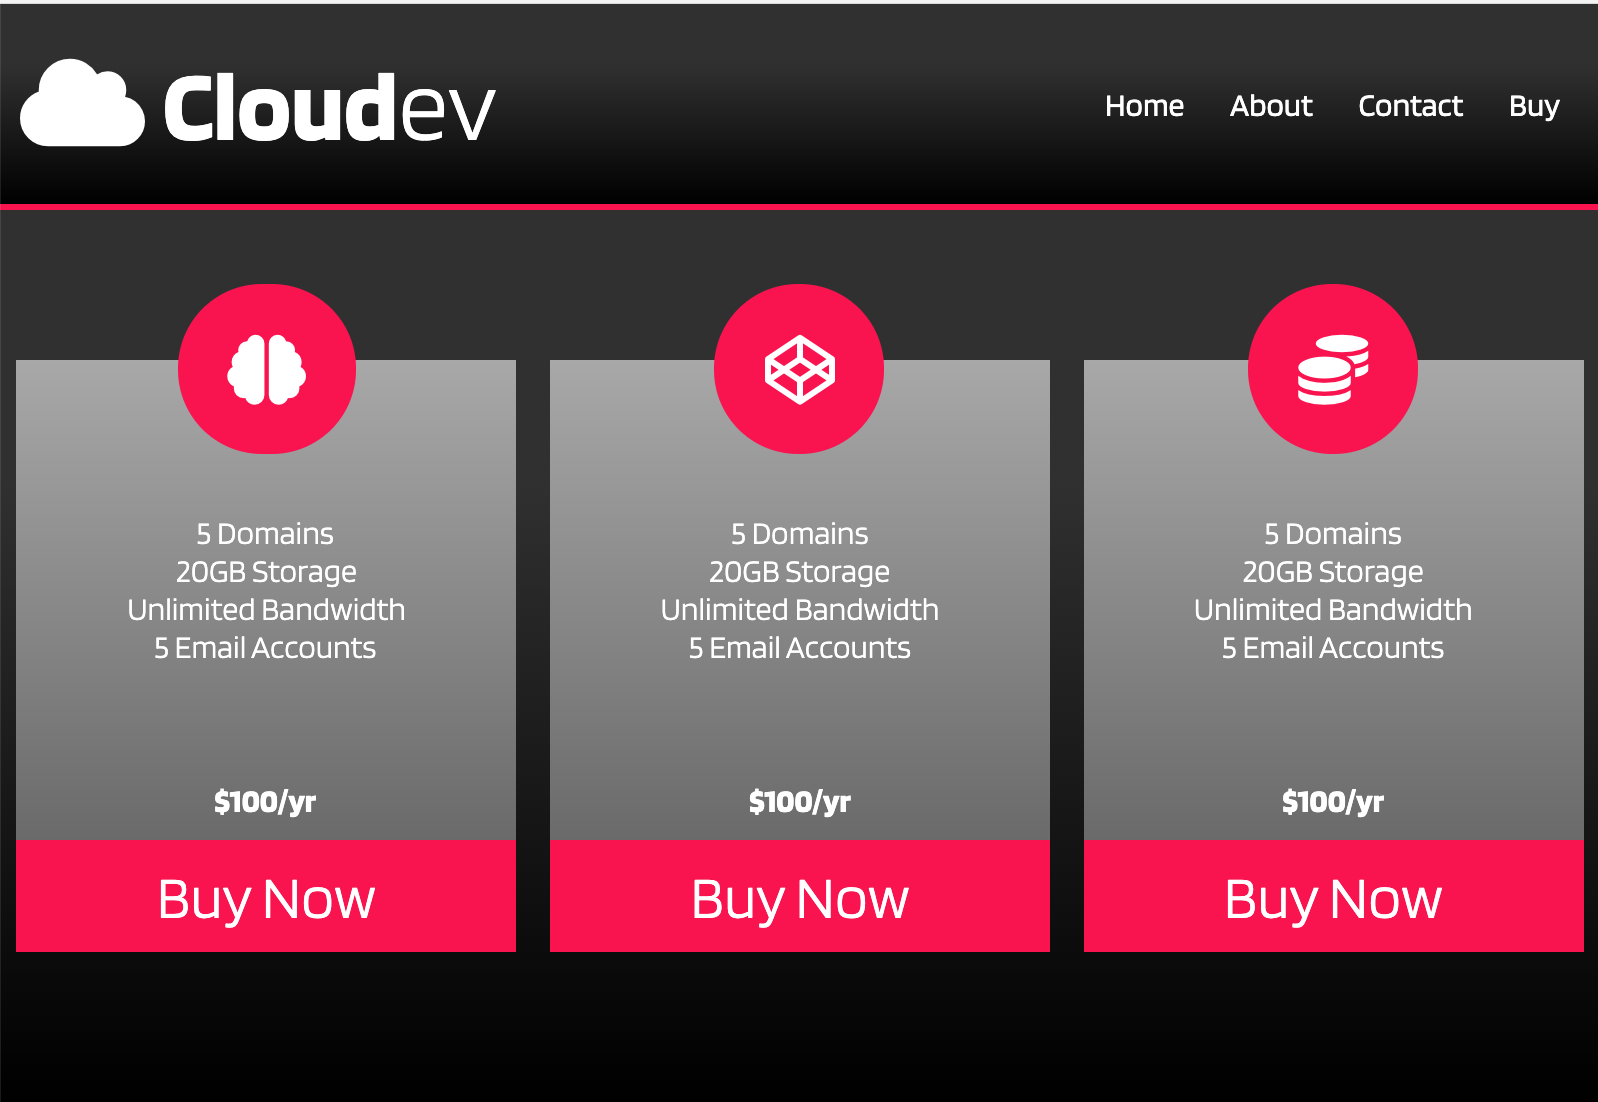 Cloudev
Home About Contact Buy
5 Domains
20GB Storage
Unlimited Bandwidth
5 Email Accounts
$100/yr
Buy Now
5 Domains
20GB Storage
Unlimited Bandwidth
5 Email Accounts
$100/yr
Buy Now
5 Domains
20GB Storage
Unlimited Bandwidth
5 Email Accounts
$100/yr
Buy Now